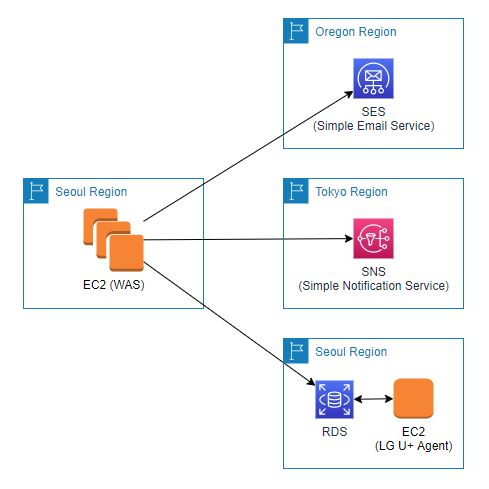 Oregon Region
SES
(Simple Email Service)
Seoul Region
EC2 (WAS)
Tokyo Region
SNS
(Simple Notification Service)
Seoul Region
RDS
EC2
(LG U+ Agent)